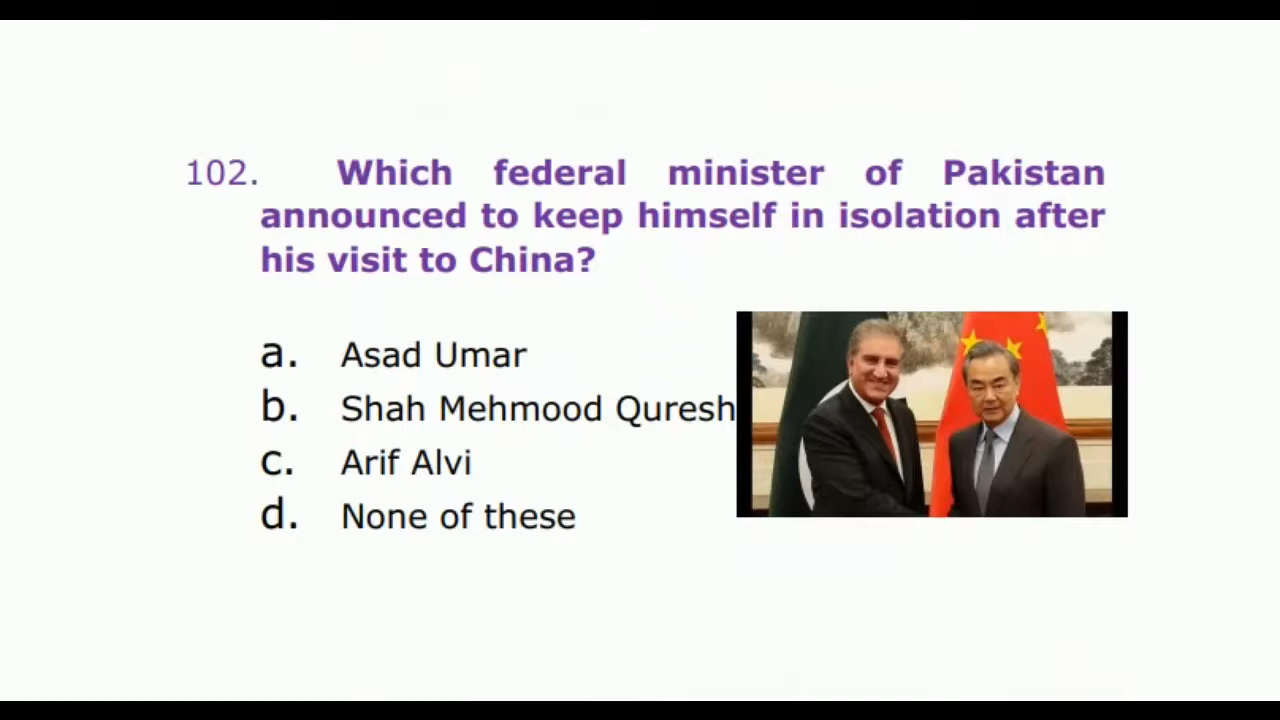 102. Which federal minister of Pakistan
announced to keep himself in isolation after
his visit to China?
a. Asad Umar
b. Shah Mehmood Quresh
c. Arif Alvi
d. None of these